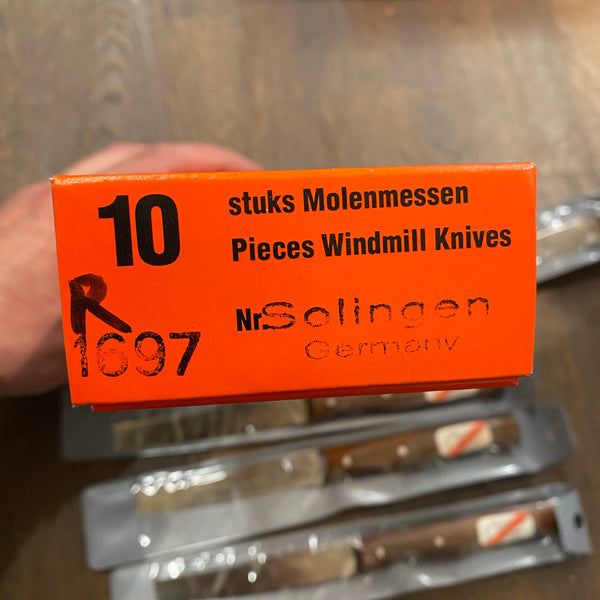 10
stuks Molenmessen
Pieces Windmill Knives
R
1697
Nr. Solingen
Germany